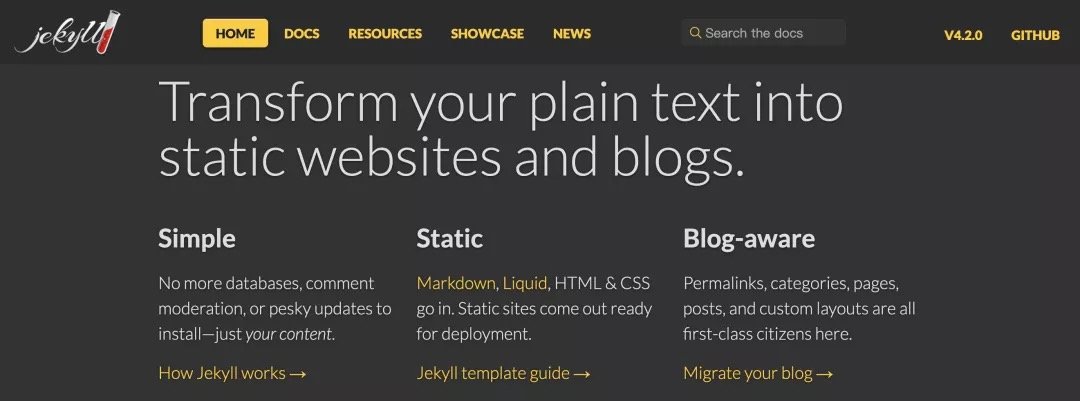 jekyll
HOME DOCS RESOURCES SHOWCASE NEWS Search the docs V4.2.0 GITHUB
Transform your plain text into
static websites and blogs.
Simple
No more databases, comment
moderation, or pesky updates to
install—just your content.
How Jekyll works →
Static
Markdown, Liquid, HTML & CSS
go in. Static sites come out ready
for deployment.
Jekyll template guide →
Blog-aware
Permalinks, categories, pages,
posts, and custom layouts are all
first-class citizens here.
Migrate your blog →